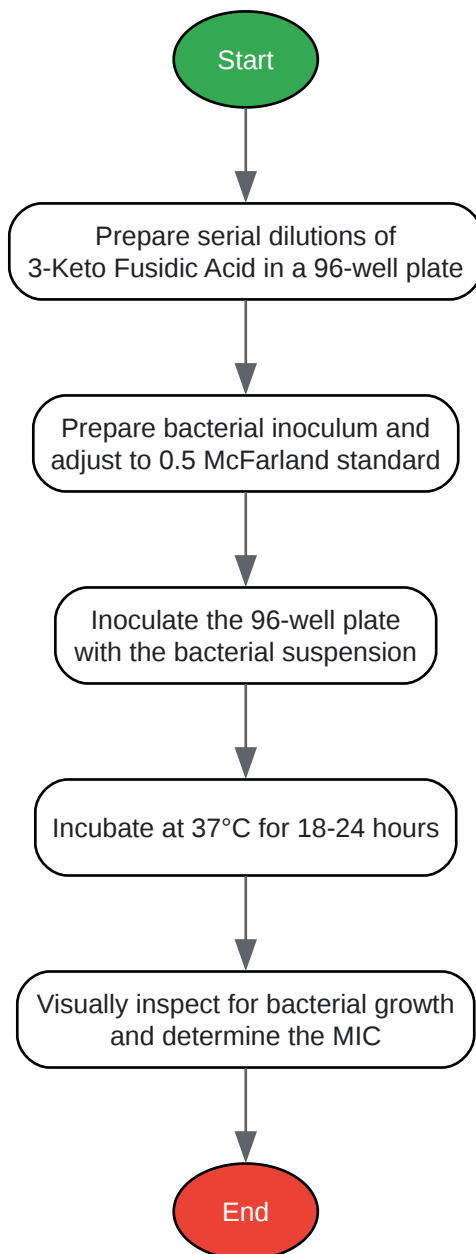 Start
Prepare serial dilutions of
3-Keto Fusidic Acid in a 96-well plate
Prepare bacterial inoculum and
adjust to 0.5 McFarland standard
Inoculate the 96-well plate
with the bacterial suspension
Incubate at 37°C for 18-24 hours
Visually inspect for bacterial growth
and determine the MIC
End